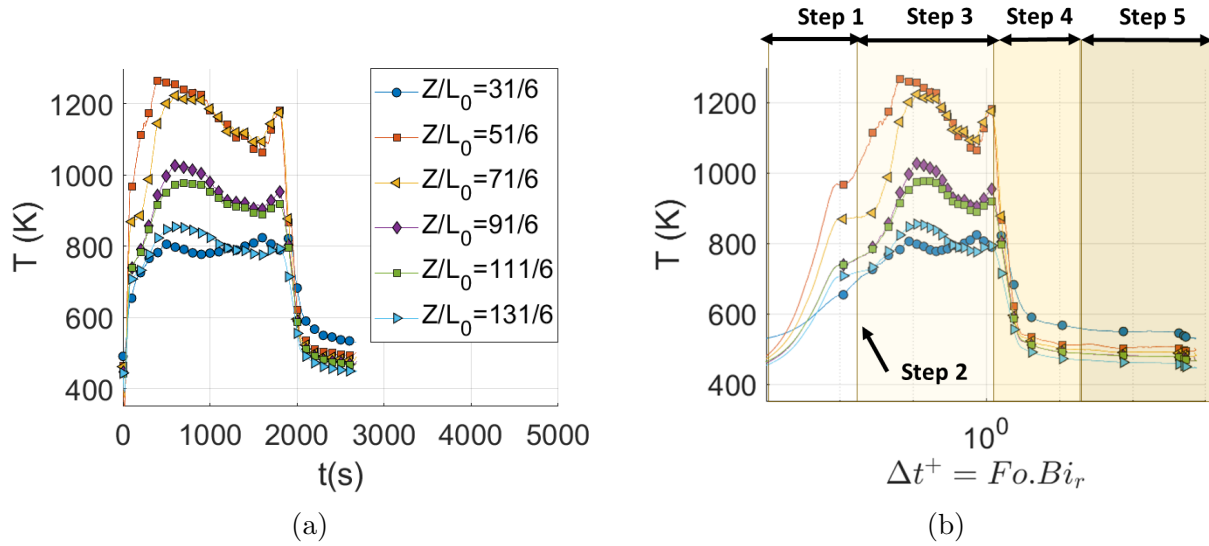 1200
1000
800
600
400
T (K)
0
1000
2000
3000
4000
5000
t(s)
Z/L₀=31/6
Z/L₀=51/6
Z/L₀=71/6
Z/L₀=91/6
Z/L₀=111/6
Z/L₀=131/6
(a)
Step 1
Step 3
Step 4
Step 5
1200
1000
800
600
400
T (K)
Step 2
10⁰
Δt⁺ = Fo.Biᵣ
(b)